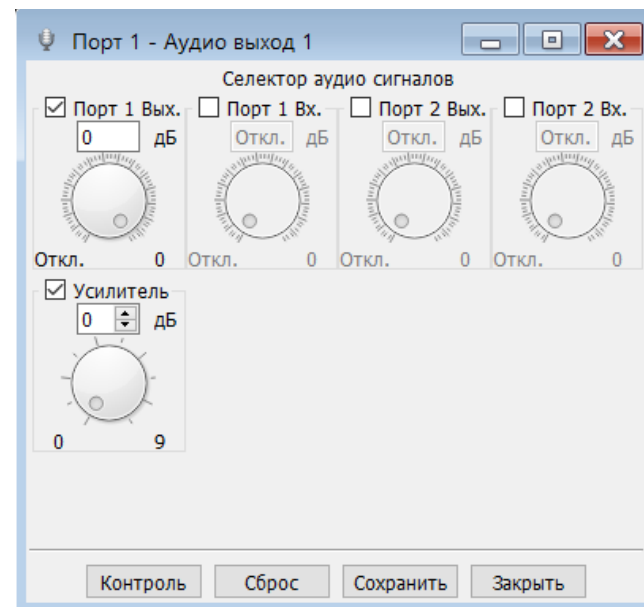 Порт 1 - Аудио выход 1
Селектор аудио сигналов
Порт 1 Вых. Порт 1 Вх. Порт 2 Вых. Порт 2 Вх.
0 дБ Откл. дБ Откл. дБ Откл. дБ
Откл. 0 Откл. 0 Откл. 0 Откл. 0
Усилитель
0 дБ
0 9
Контроль Сброс Сохранить Закрыть